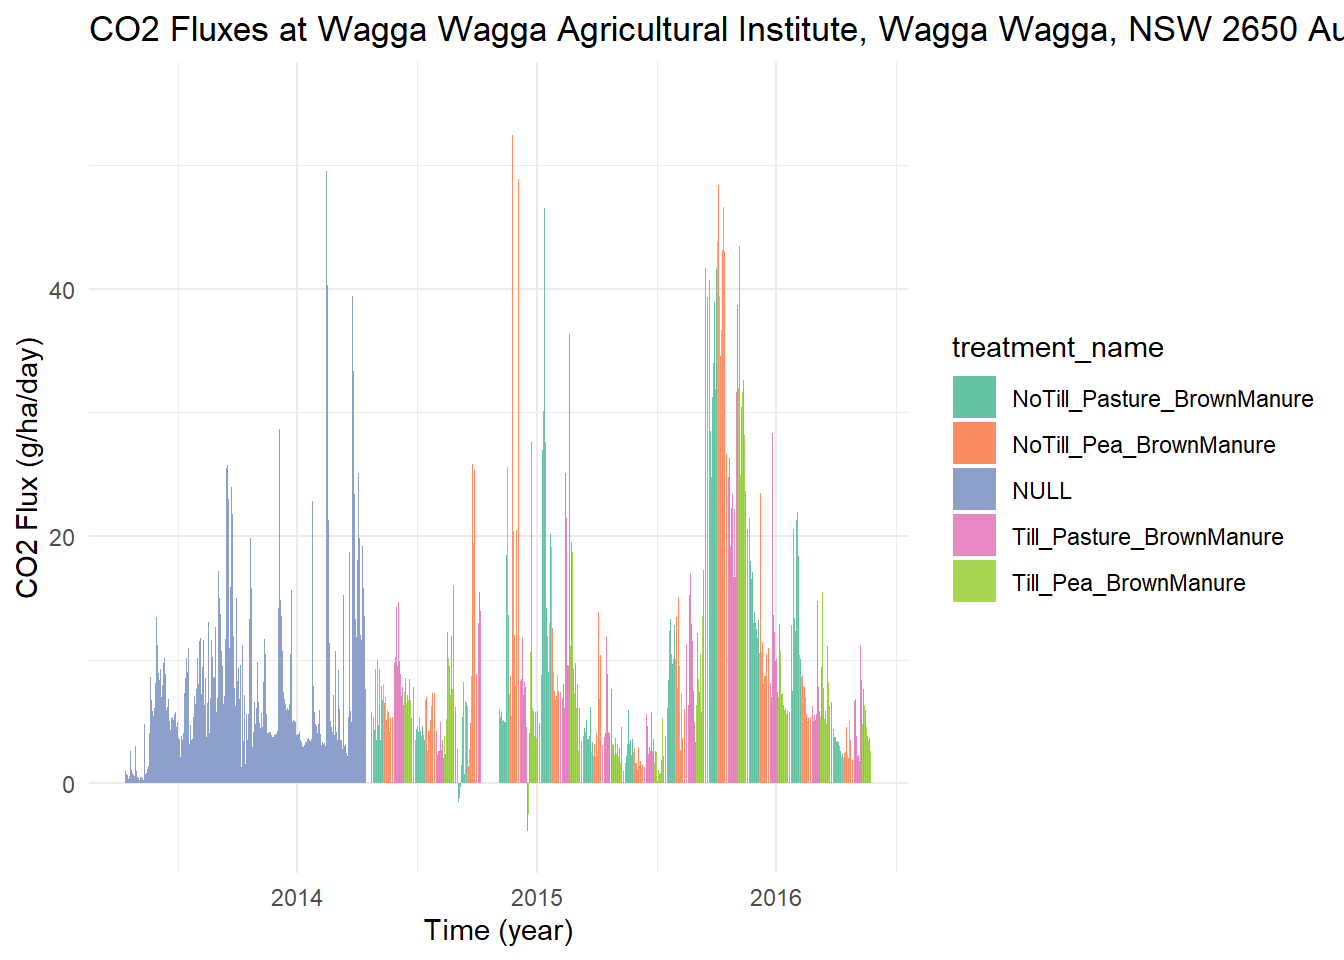 CO2 Fluxes at Wagga Wagga Agricultural Institute, Wagga Wagga, NSW 2650 Au
CO2 Flux (g/ha/day)
40
20
0
2014
2015
2016
Time (year)
treatment_name
NoTill_Pasture_BrownManure
NoTill_Pea_BrownManure
NULL
Till_Pasture_BrownManure
Till_Pea_BrownManure